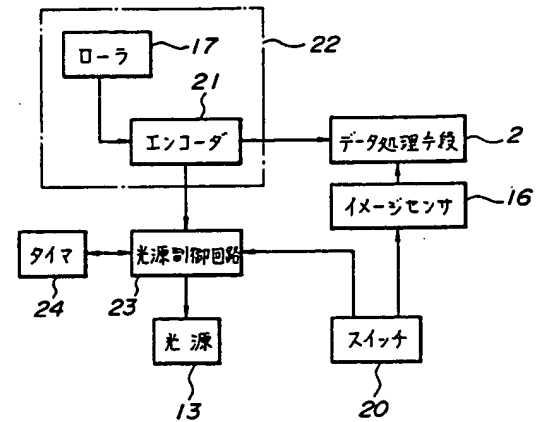 ローラ
17
22
21
エンコーダ
データ処理手段
2
イメージセンサ
16
タイマ
24
光源制御回路
23
光源
13
スイッチ
20